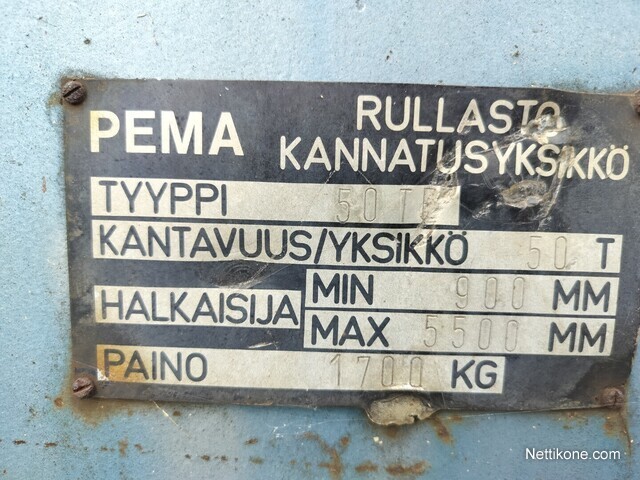 PEMA RULLASTO
KANNATUSYKSIKKÖ
TYYPPI
KANTAVUUS/YKSIKKÖ 50 T
HALKAISIJA MIN 900 MM
MAX 5500 MM
PAINO 1700 KG
Nettikone.com